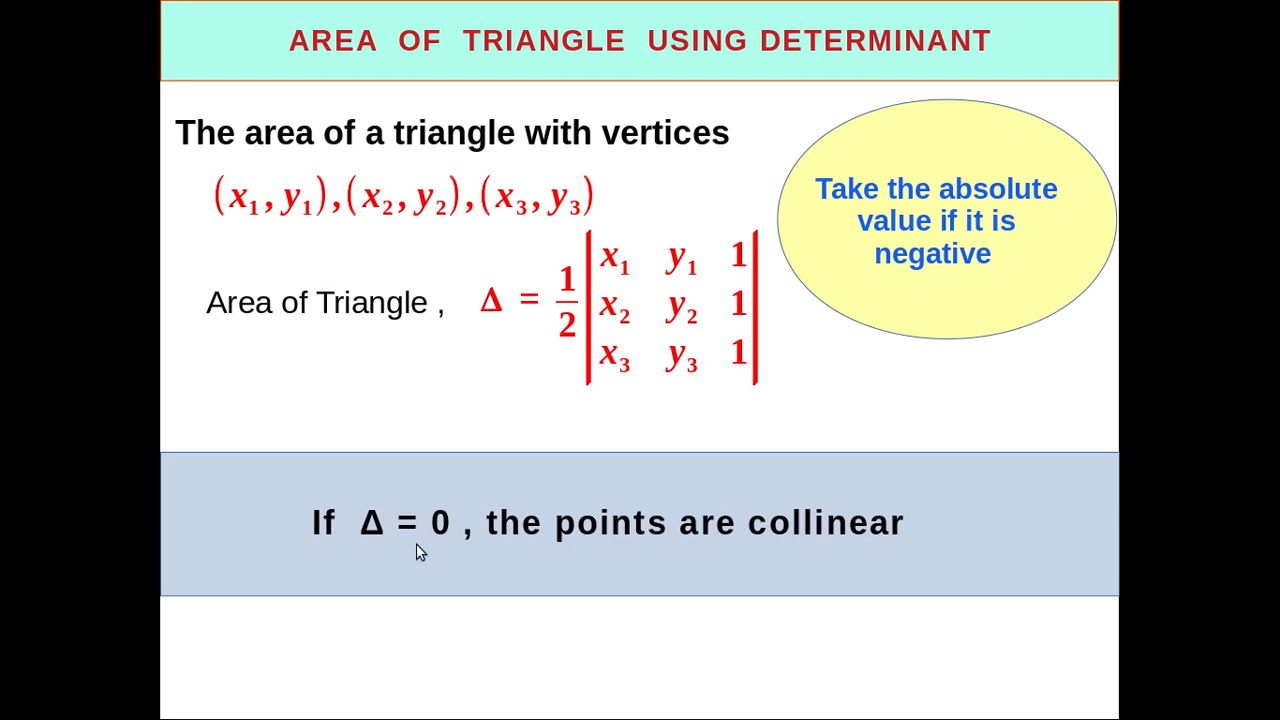 AREA OF TRIANGLE USING DETERMINANT
The area of a triangle with vertices
(x₁, y₁),(x₂, y₂),(x₃, y₃)
Take the absolute
value if it is
negative
Area of Triangle , Δ = 1/2 | x₁ y₁ 1 |
| x₂ y₂ 1 |
| x₃ y₃ 1 |
If Δ = 0 , the points are collinear